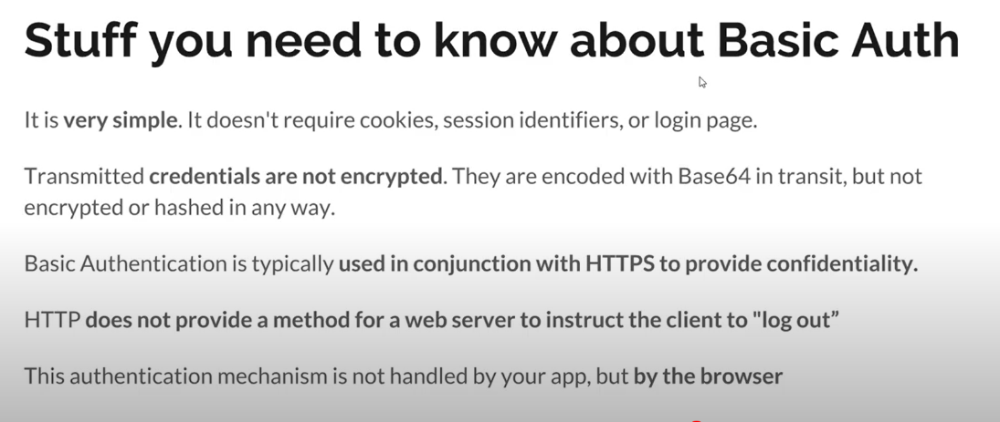 Stuff you need to know about Basic Auth
It is very simple. It doesn't require cookies, session identifiers, or login page.
Transmitted credentials are not encrypted. They are encoded with Base64 in transit, but not
encrypted or hashed in any way.
Basic Authentication is typically used in conjunction with HTTPS to provide confidentiality.
HTTP does not provide a method for a web server to instruct the client to "log out”
This authentication mechanism is not handled by your app, but by the browser